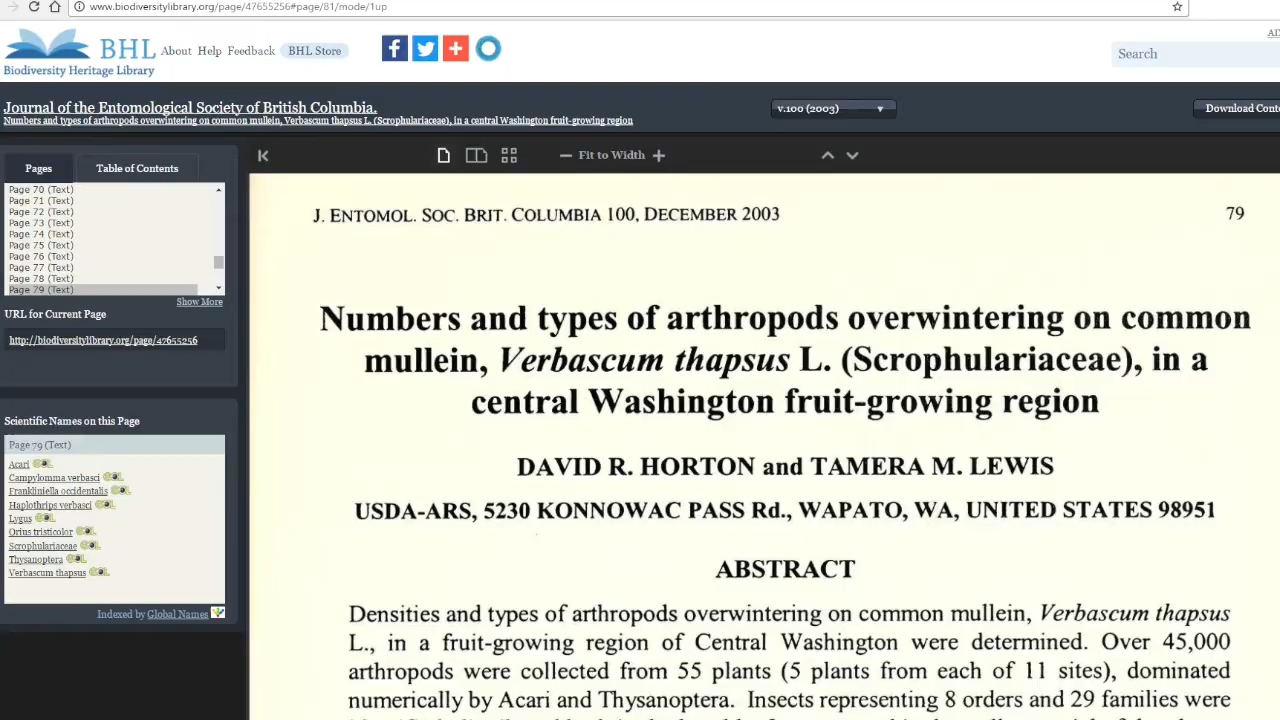 www.biodiversitylibrary.org/page/47655256#page/81/mode/1up
BHL
Biodiversity Heritage Library
About Help Feedback BHL Store
Search
Journal of the Entomological Society of British Columbia.
Numbers and types of arthropods overwintering on common mullein, Verbascum thapsus L. (Scrophulariaceae), in a central Washington fruit-growing region
v.100 (2003)
Download Cont
Pages
Table of Contents
Fit to Width
Page 70 (Text)
Page 71 (Text)
Page 72 (Text)
Page 73 (Text)
Page 74 (Text)
Page 75 (Text)
Page 76 (Text)
Page 77 (Text)
Page 78 (Text)
Page 79 (Text)
Show More
URL for Current Page
http://biodiversitylibrary.org/page/47655256
Scientific Names on this Page
Page 79 (Text)
Acari
Campylomma verbasci
Frankliniella occidentalis
Haplothrips verbasci
Lygus
Orius tristicolor
Scrophulariaceae
Thysanoptera
Verbascum thapsus
Indexed by Global Names
J. ENTOMOL. SOC. BRIT. COLUMBIA 100, DECEMBER 2003
79
Numbers and types of arthropods overwintering on common
mullein, Verbascum thapsus L. (Scrophulariaceae), in a
central Washington fruit-growing region
DAVID R. HORTON and TAMERA M. LEWIS
USDA-ARS, 5230 KONNOWAC PASS Rd., WAPATO, WA, UNITED STATES 98951
ABSTRACT
Densities and types of arthropods overwintering on common mullein, Verbascum thapsus
L., in a fruit-growing region of Central Washington were determined. Over 45,000
arthropods were collected from 55 plants (5 plants from each of 11 sites), dominated
numerically by Acari and Thysanoptera. Insects representing 8 orders and 29 families were